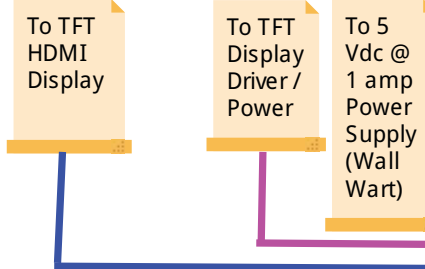 To TFT
HDMI
Display
To TFT
Display
Driver /
Power
To 5
Vdc @
1 amp
Power
Supply
(Wall
Wart)